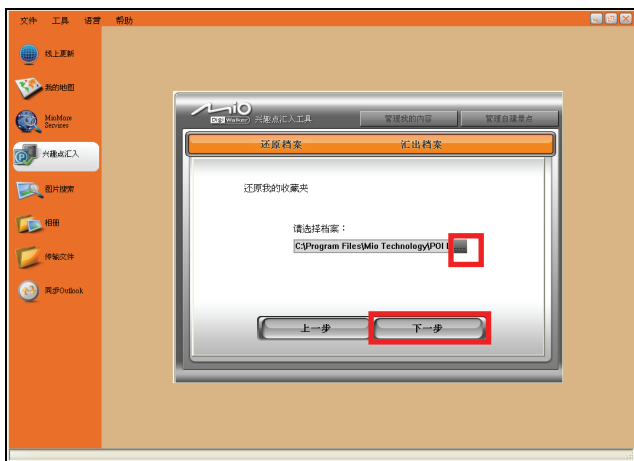 文件 工具 语言 帮助
线上更新
我的地图
MioMore
Services
兴趣点汇入
图片搜索
相册
传输文件
同步Outlook
Mio
DigiWalker 兴趣点汇入工具 管理我的内容 管理自建景点
还原档案 汇出档案
还原我的收藏夹
请选择档案：
C:\Program Files\Mio Technology\POI
...
上一步 下一步